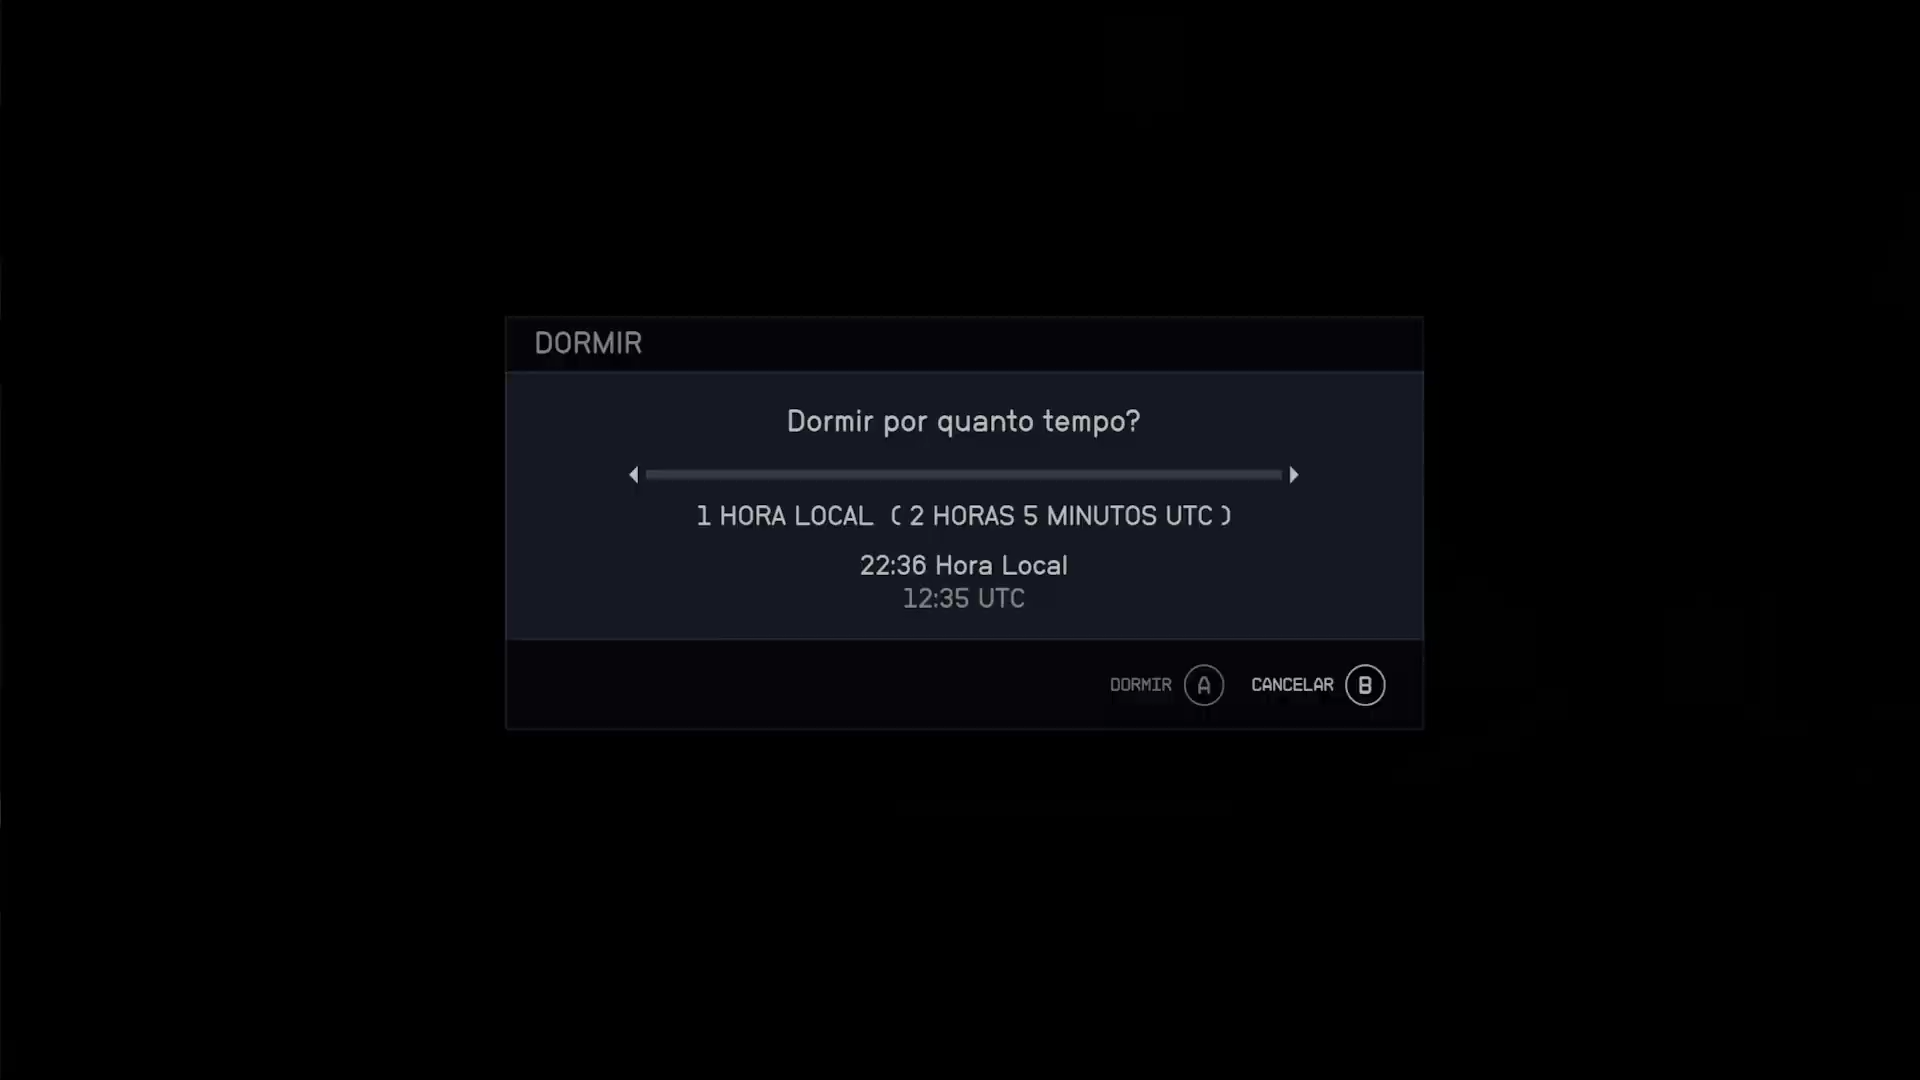 DORMIR
Dormir por quanto tempo?
1 HORA LOCAL ( 2 HORAS 5 MINUTOS UTC )
22:36 Hora Local
12:35 UTC
DORMIR A CANCELAR B